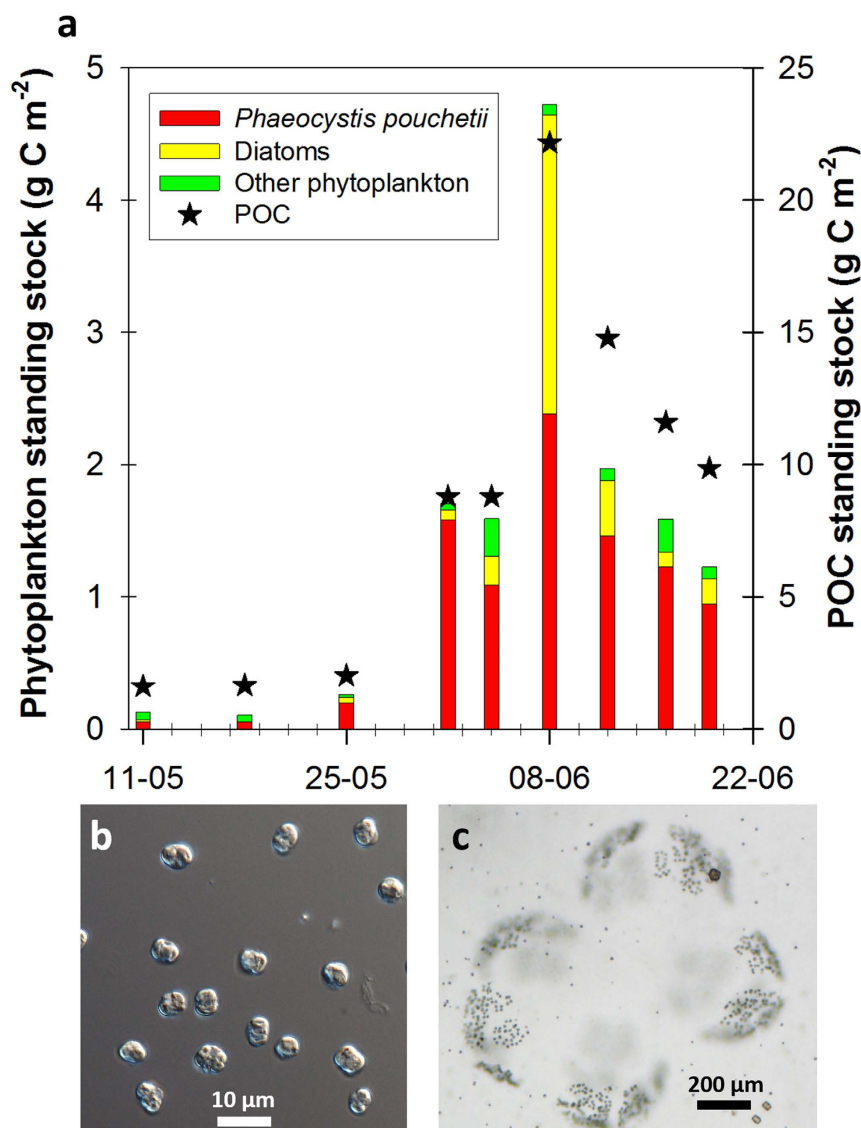 a
Phytoplankton standing stock (g C m-2)
5
4
3
2
1
0
Phaeocystis pouchetii
Diatoms
Other phytoplankton
POC
25
20
15
10
5
0
POC standing stock (g C m-2)
11-05
25-05
08-06
22-06
b
10 µm
c
200 µm